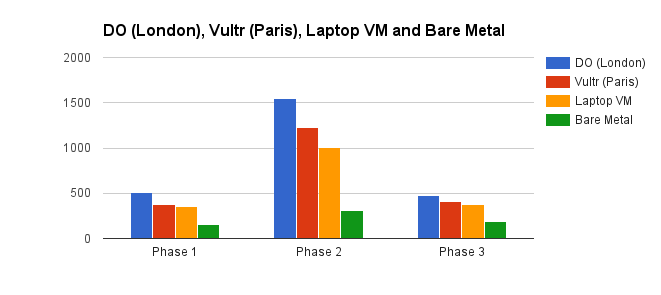 DO (London), Vultr (Paris), Laptop VM and Bare Metal
2000
1500
1000
500
0
Phase 1
Phase 2
Phase 3
DO (London)
Vultr (Paris)
Laptop VM
Bare Metal